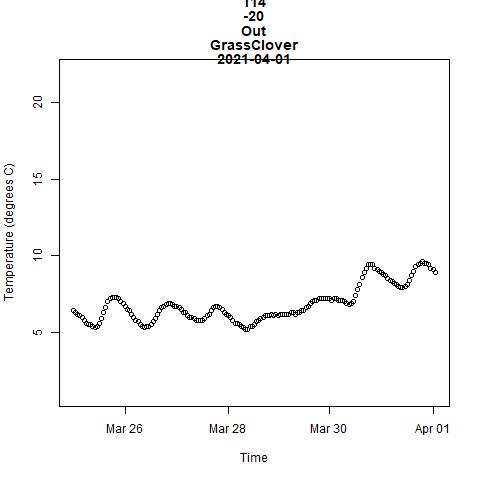 114
-20
Out
GrassClover
2021-04-01
Temperature (degrees C)
20
15
10
5
Mar 26
Mar 28
Mar 30
Apr 01
Time